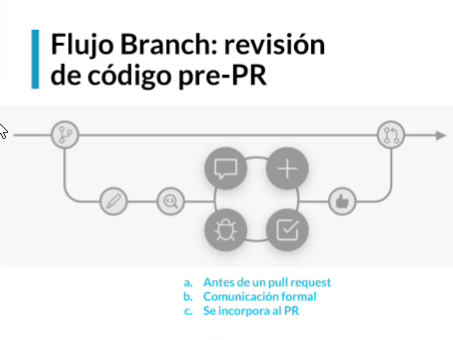 Flujo Branch: revisión
de código pre-PR
a. Antes de un pull request
b. Comunicación formal
c. Se incorpora al PR